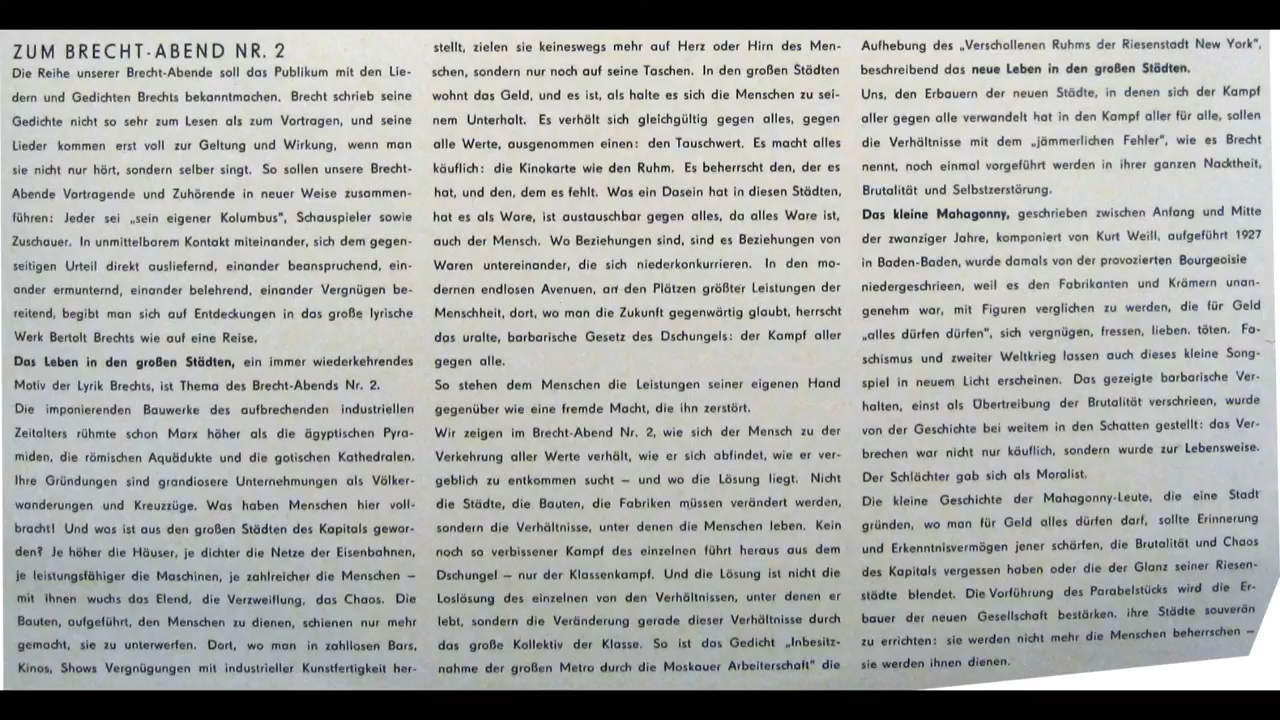 ZUM BRECHT-ABEND NR. 2
Die Reihe unserer Brecht-Abende soll das Publikum mit den Lie-
dern und Gedichten Brechts bekanntmachen. Brecht schrieb seine
Gedichte nicht so sehr zum Lesen als zum Vortragen, und seine
Lieder kommen erst voll zur Geltung und Wirkung, wenn man
sie nicht nur hört, sondern selber singt. So sollen unsere Brecht-
Abende Vortragende und Zuhörende in neuer Weise zusammen-
führen: Jeder sei „sein eigener Kolumbus“, Schauspieler sowie
Zuschauer. In unmittelbarem Kontakt miteinander, sich dem gegen-
seitigen Urteil direkt ausliefernd, einander beanspruchend, ein-
ander ermunternd, einander belehrend, einander Vergnügen be-
reitend, begibt man sich auf Entdeckungen in das große lyrische
Werk Bertolt Brechts wie auf eine Reise.
Das Leben in den großen Städten, ein immer wiederkehrendes
Motiv der Lyrik Brechts, ist Thema des Brecht-Abends Nr. 2.
Die imponierenden Bauwerke des aufbrechenden industriellen
Zeitalters rühmte schon Marx höher als die ägyptischen Pyra-
miden, die römischen Aquädukte und die gotischen Kathedralen.
Ihre Gründungen sind grandiosere Unternehmungen als Völker-
wanderungen und Kreuzzüge. Was haben Menschen hier voll-
bracht! Und was ist aus den großen Städten des Kapitals gewor-
den? Je höher die Häuser, je dichter die Netze der Eisenbahnen,
je leistungsfähiger die Maschinen, je zahlreicher die Menschen –
mit ihnen wuchs das Elend, die Verzweiflung, das Chaos. Die
Bauten, aufgeführt, den Menschen zu dienen, schienen nur mehr
gemacht, sie zu unterwerfen. Dort, wo man in zahllosen Bars,
Kinos, Shows Vergnügungen mit industrieller Kunstfertigkeit her-
stellt, zielen sie keineswegs mehr auf Herz oder Hirn des Men-
schen, sondern nur noch auf seine Taschen. In den großen Städten
wohnt das Geld, und es ist, als halte es sich die Menschen zu sei-
nem Unterhalt. Es verhält sich gleichgültig gegen alles, gegen
alle Werte, ausgenommen einen: den Tauschwert. Es macht alles
käuflich: die Kinokarte wie den Ruhm. Es beherrscht den, der es
hat, und den, dem es fehlt. Was ein Dasein hat in diesen Städten,
hat es als Ware, ist austauschbar gegen alles, da alles Ware ist,
auch der Mensch. Wo Beziehungen sind, sind es Beziehungen von
Waren untereinander, die sich niederkonkurrieren. In den mo-
dernen endlosen Avenuen, an den Plätzen größter Leistungen der
Menschheit, dort, wo man die Zukunft gegenwärtig glaubt, herrscht
das uralte, barbarische Gesetz des Dschungels: der Kampf aller
gegen alle.
So stehen dem Menschen die Leistungen seiner eigenen Hand
gegenüber wie eine fremde Macht, die ihn zerstört.
Wir zeigen im Brecht-Abend Nr. 2, wie sich der Mensch zu der
Verkehrung aller Werte verhält, wie er sich abfindet, wie er ver-
geblich zu entkommen sucht – und wo die Lösung liegt. Nicht
die Städte, die Bauten, die Fabriken müssen verändert werden,
sondern die Verhältnisse, unter denen die Menschen leben. Kein
noch so verbissener Kampf des einzelnen führt heraus aus dem
Dschungel – nur der Klassenkampf. Und die Lösung ist nicht die
Loslösung des einzelnen von den Verhältnissen, unter denen er
lebt, sondern die Veränderung gerade dieser Verhältnisse durch
das große Kollektiv der Klasse. So ist das Gedicht „Inbesitz-
nahme der großen Metro durch die Moskauer Arbeiterschaft“ die
Aufhebung des „Verschollenen Ruhms der Riesenstadt New York“,
beschreibend das neue Leben in den großen Städten.
Uns, den Erbauern der neuen Städte, in denen sich der Kampf
aller gegen alle verwandelt hat in den Kampf aller für alle, sollen
die Verhältnisse mit dem „jämmerlichen Fehler“, wie es Brecht
nennt, noch einmal vorgeführt werden in ihrer ganzen Nacktheit,
Brutalität und Selbstzerstörung.
Das kleine Mahagonny, geschrieben zwischen Anfang und Mitte
der zwanziger Jahre, komponiert von Kurt Weill, aufgeführt 1927
in Baden-Baden, wurde damals von der provozierten Bourgeoisie
niedergeschrieen, weil es den Fabrikanten und Krämern unan-
genehm war, mit Figuren verglichen zu werden, die für Geld
„alles dürfen dürfen“, sich vergnügen, fressen, lieben. töten. Fa-
schismus und zweiter Weltkrieg lassen auch dieses kleine Song-
spiel in neuem Licht erscheinen. Das gezeigte barbarische Ver-
halten, einst als Übertreibung der Brutalität verschrieen, wurde
von der Geschichte bei weitem in den Schatten gestellt: das Ver-
brechen war nicht nur käuflich, sondern wurde zur Lebensweise.
Der Schlächter gab sich als Moralist.
Die kleine Geschichte der Mahagonny-Leute, die eine Stadt
gründen, wo man für Geld alles dürfen darf, sollte Erinnerung
und Erkenntnisvermögen jener schärfen, die Brutalität und Chaos
des Kapitals vergessen haben oder die der Glanz seiner Riesen-
städte blendet. Die Vorführung des Parabelstücks wird die Er-
bauer der neuen Gesellschaft bestärken. ihre Städte souverän
zu errichten: sie werden nicht mehr die Menschen beherrschen –
sie werden ihnen dienen.